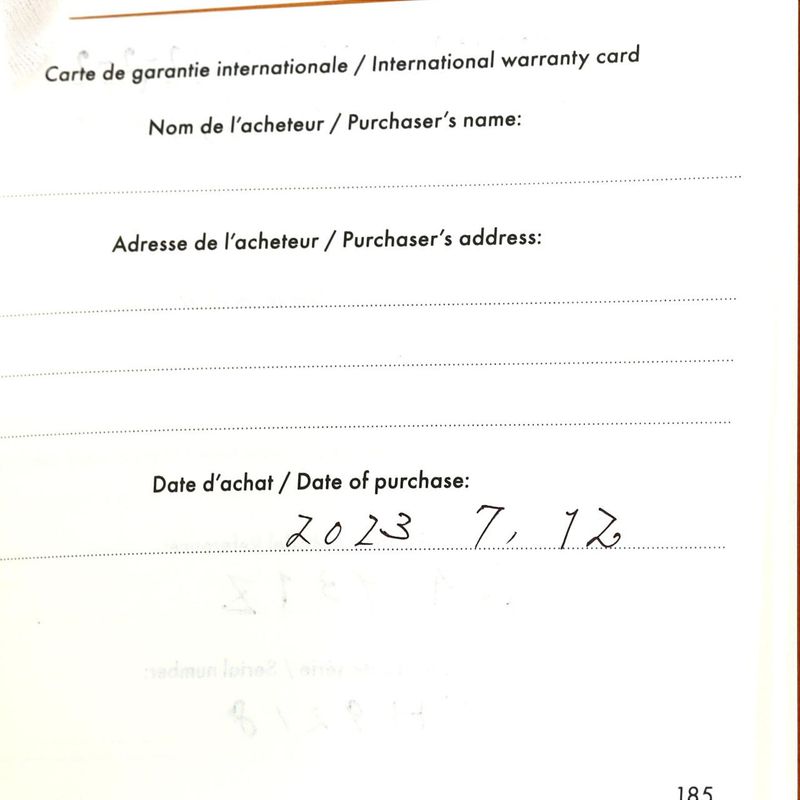 Carte de garantie internationale / International warranty card
Nom de l'acheteur / Purchaser's name:
Adresse de l'acheteur / Purchaser's address:
Date d'achat / Date of purchase:
2023 7, 12
185